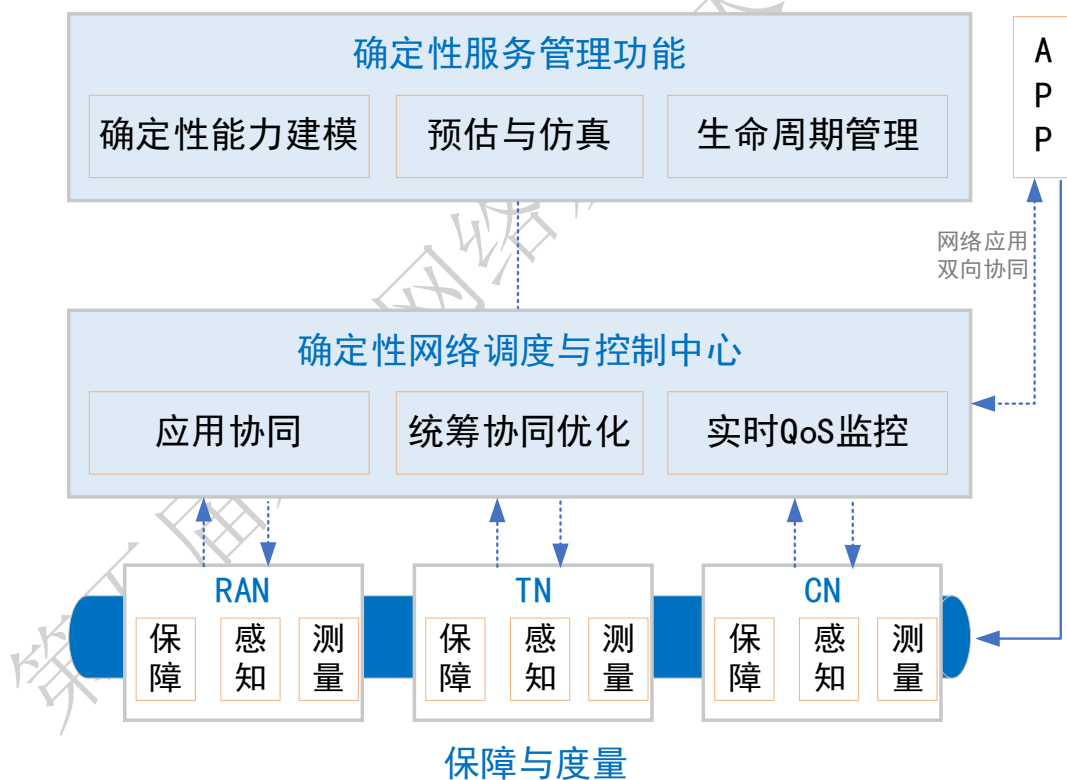 确定性服务管理功能
确定性能力建模
预估与仿真
生命周期管理
A
P
P
网络应用
双向协同
确定性网络调度与控制中心
应用协同
统筹协同优化
实时QoS监控
RAN
保障
感知
测量
TN
保障
感知
测量
CN
保障
感知
测量
保障与度量